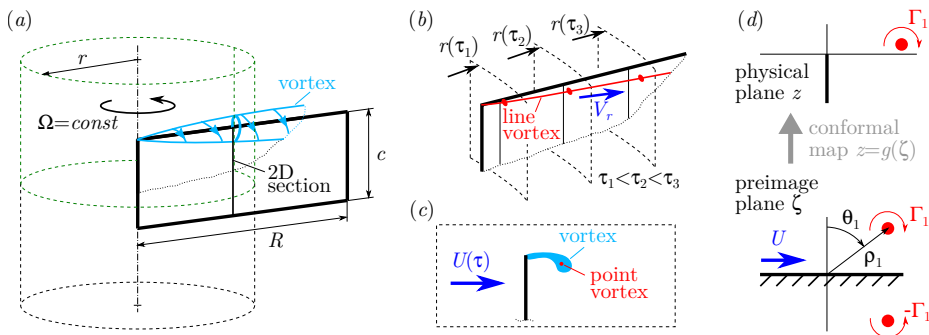 (a)
r
vortex
Ω=const
2D
section
c
R
(b)
r(τ₁)
r(τ₂)
r(τ₃)
line
vortex
Vᵣ
τ₁<τ₂<τ₃
(c)
U(τ)
vortex
point
vortex
(d)
Γ₁
physical
plane z
conformal
map z=g(ζ)
preimage
plane ζ
θ₁
Γ₁
U
ρ₁
-Γ₁